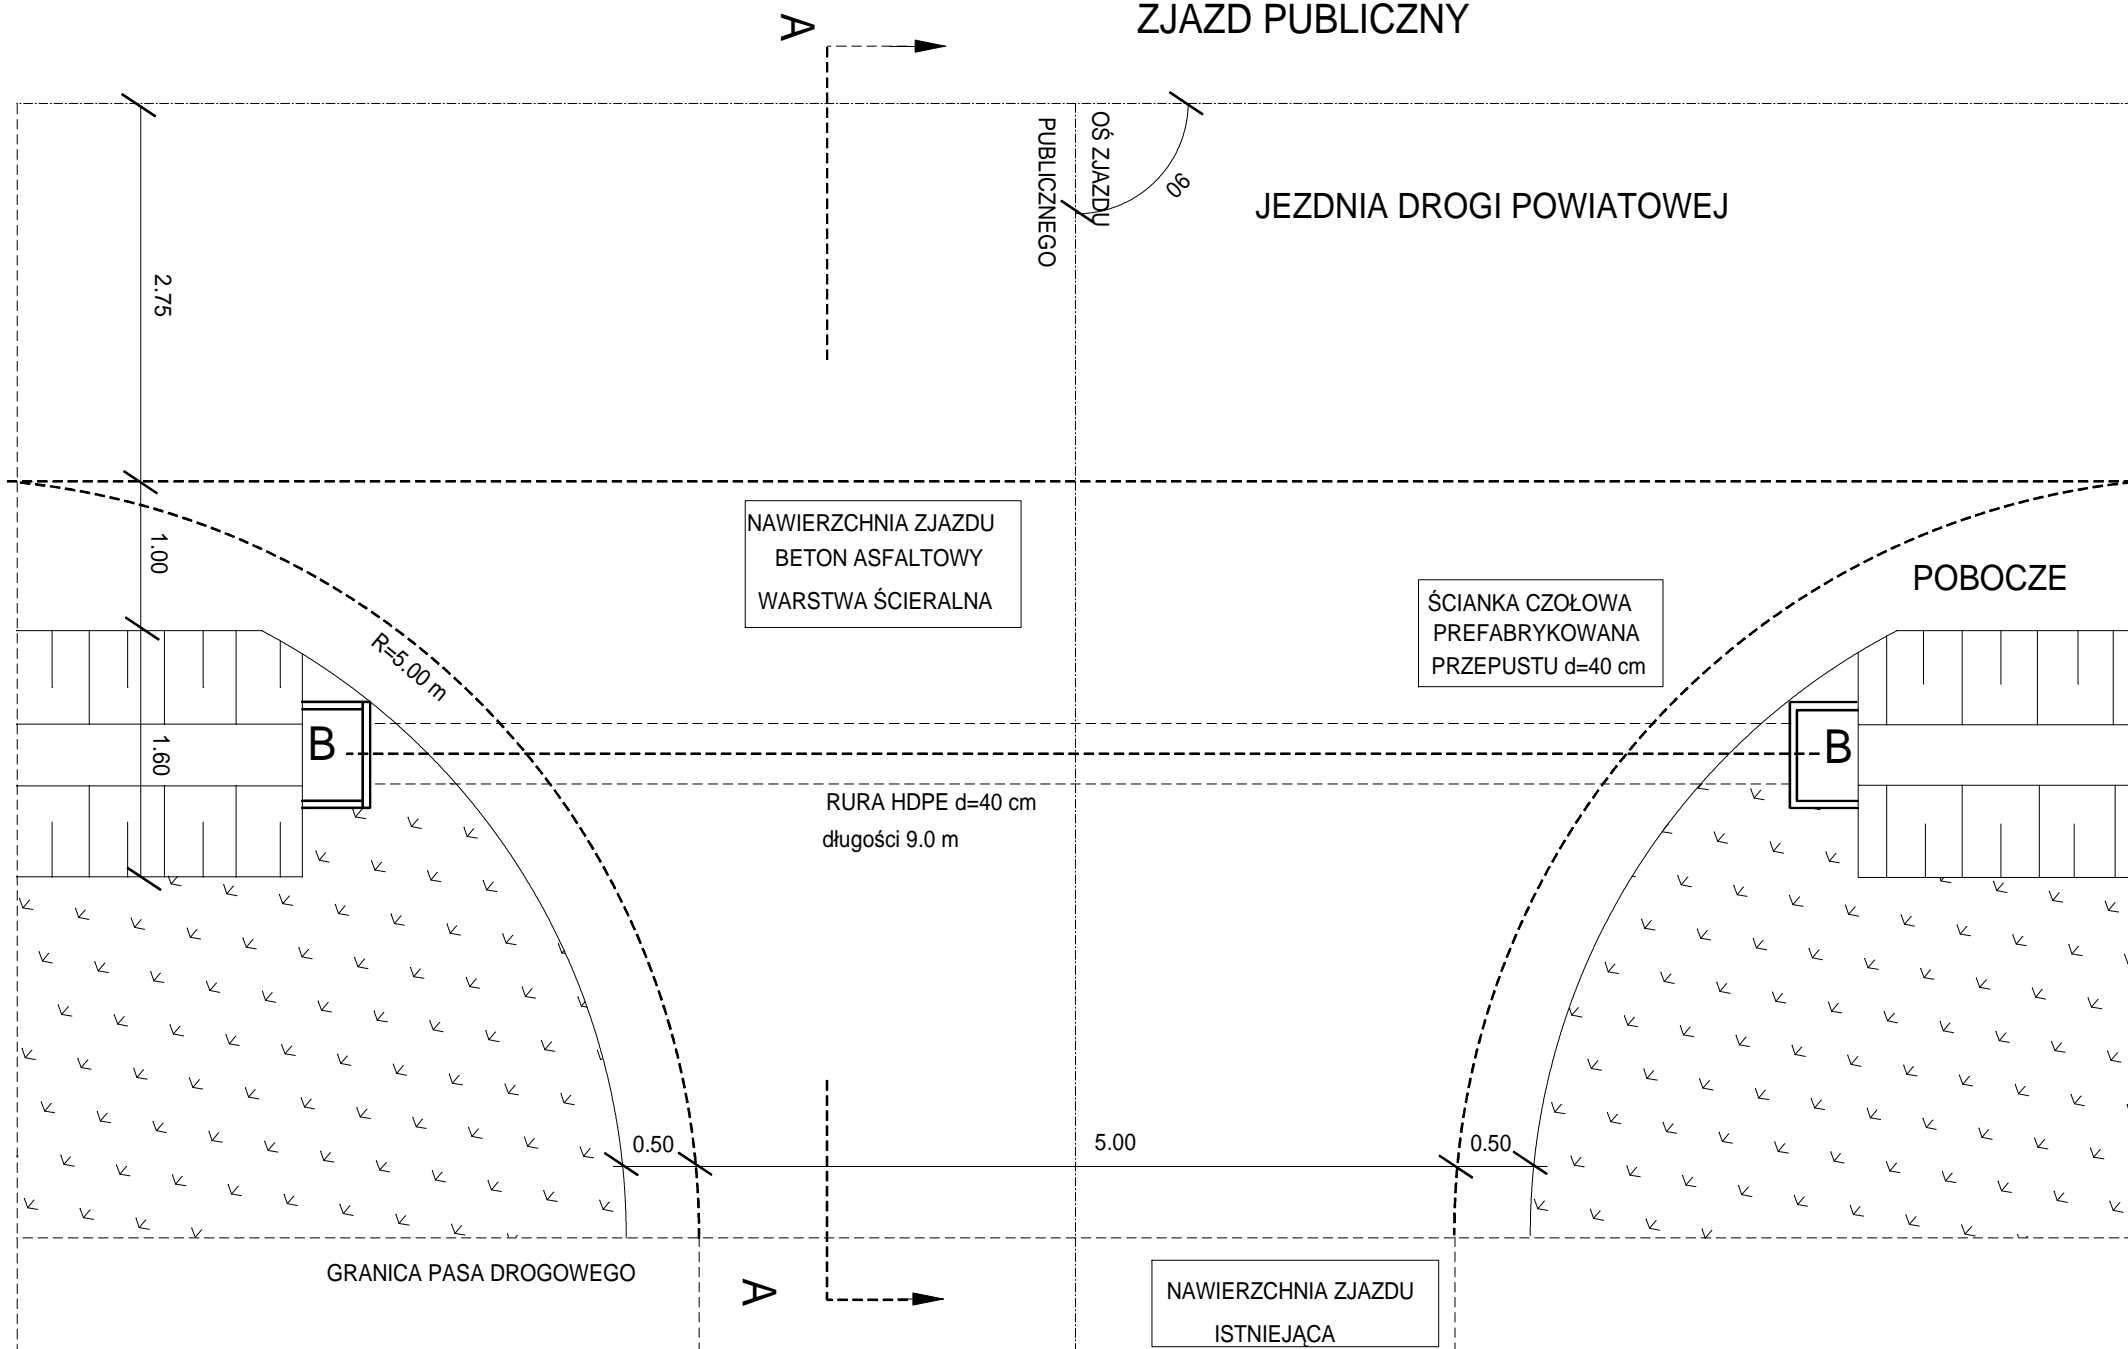 ZJAZD PUBLICZNY
A
OŚ ZJAZDU
PUBLICZNEGO
90
JEZDNIA DROGI POWIATOWEJ
2.75
NAWIERZCHNIA ZJAZDU
BETON ASFALTOWY
WARSTWA ŚCIERALNA
1.00
ŚCIANKA CZOŁOWA
PREFABRYKOWANA
PRZEPUSTU d=40 cm
POBOCZE
R=5.00 m
1.60
B
B
RURA HDPE d=40 cm
długości 9.0 m
0.50
5.00
0.50
GRANICA PASA DROGOWEGO
A
NAWIERZCHNIA ZJAZDU
ISTNIEJĄCA